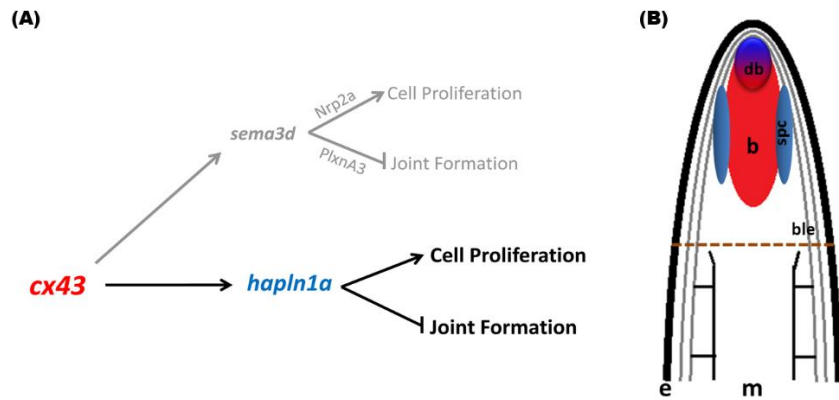 (A)
Nrp2a
Cell Proliferation
sema3d
PlxnA3
Joint Formation
cx43
hapln1a
Cell Proliferation
Joint Formation
(B)
db
spc
b
ble
e
m